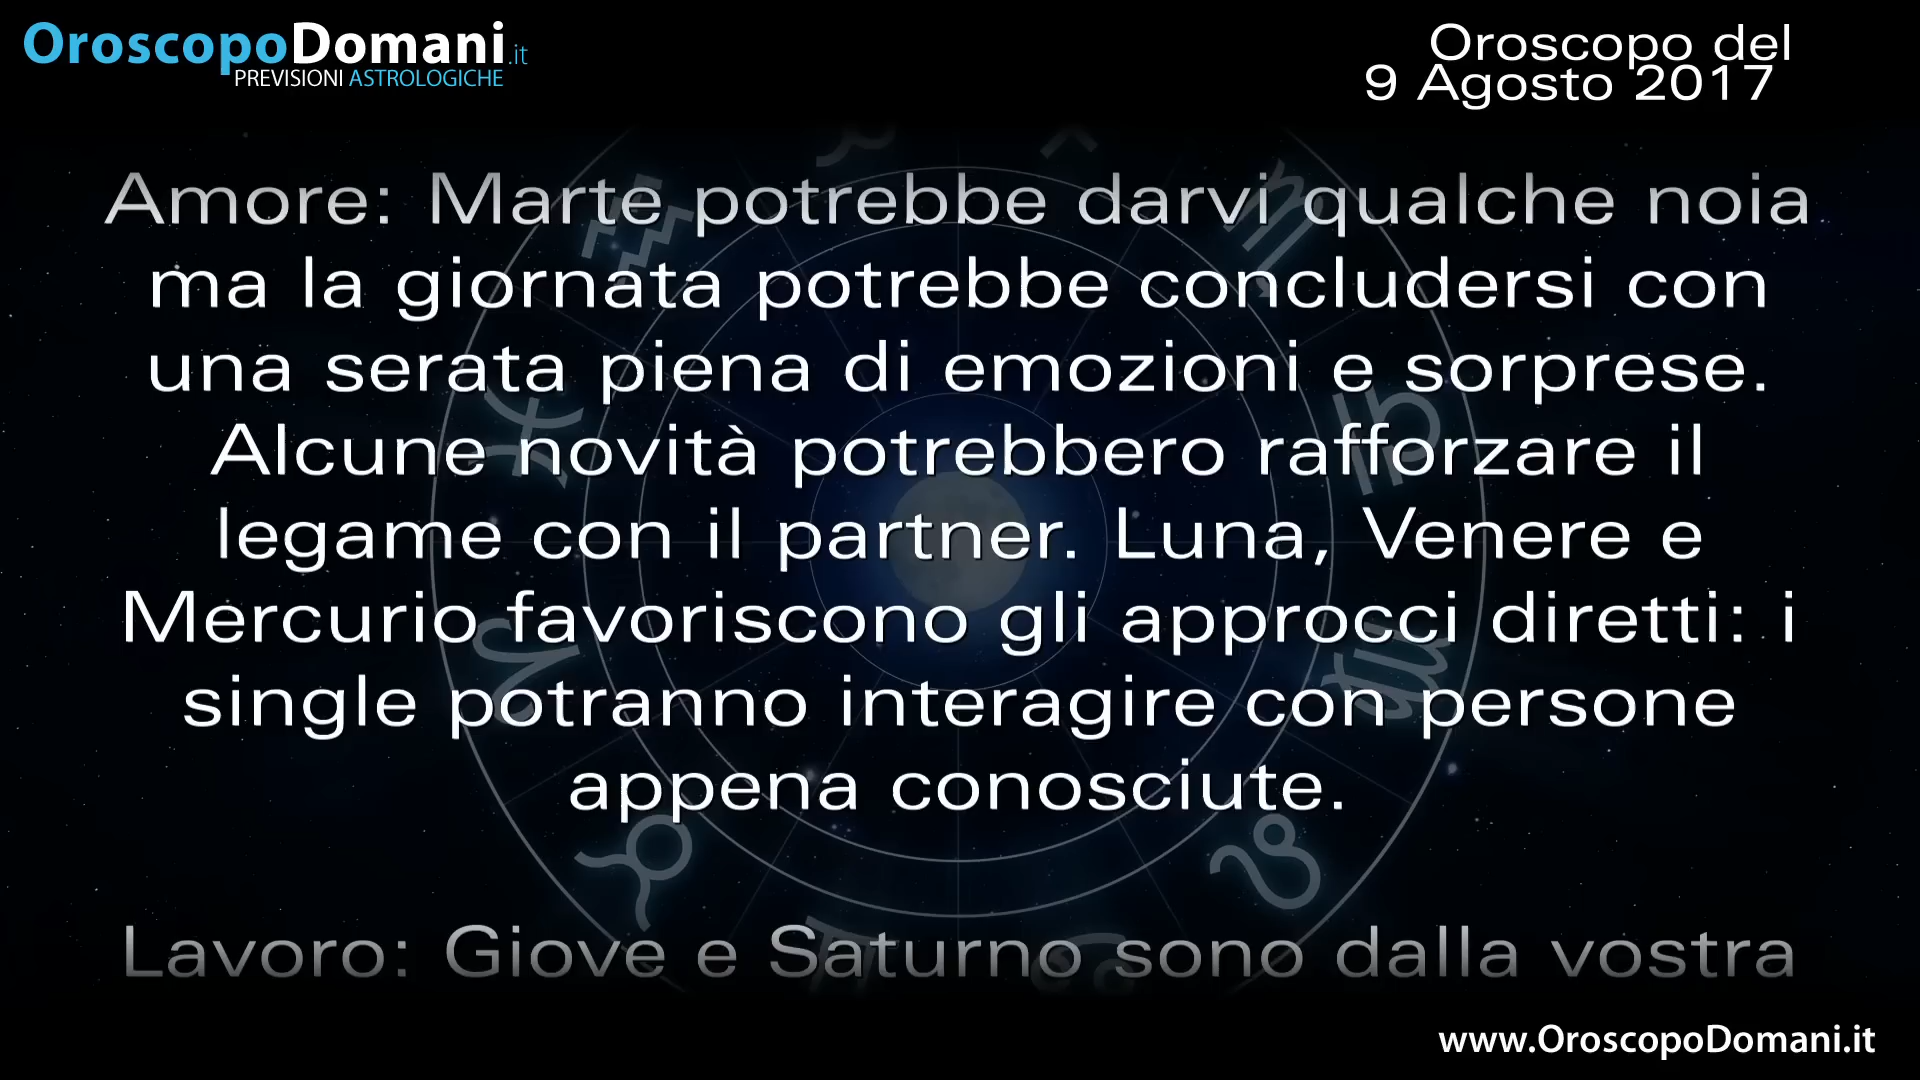 OroscopoDomani.it
PREVISIONI ASTROLOGICHE
Oroscopo del
9 Agosto 2017
Amore: Marte potrebbe darvi qualche noia
ma la giornata potrebbe concludersi con
una serata piena di emozioni e sorprese.
Alcune novità potrebbero rafforzare il
legame con il partner. Luna, Venere e
Mercurio favoriscono gli approcci diretti: i
single potranno interagire con persone
appena conosciute.
Lavoro: Giove e Saturno sono dalla vostra
www.OroscopoDomani.it